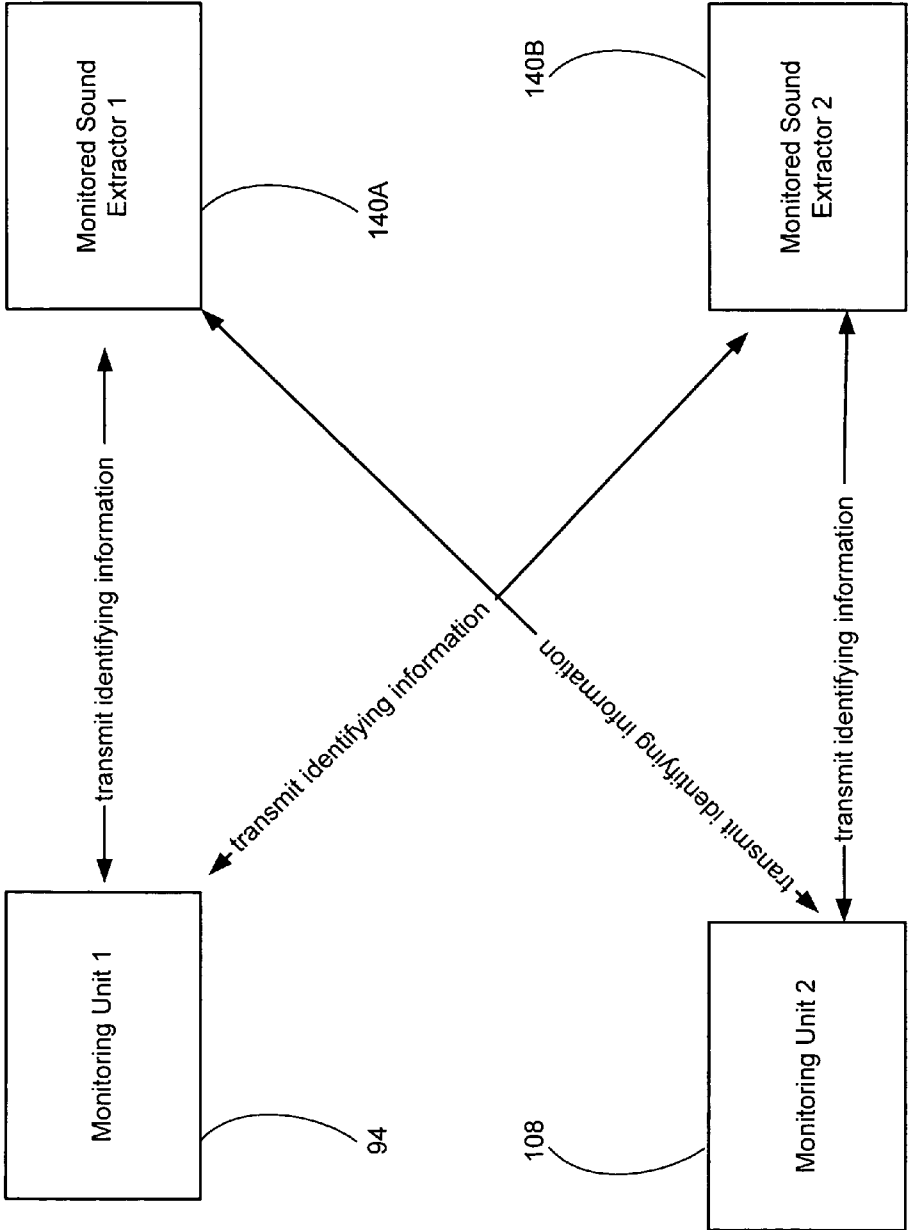 Monitoring Unit 1
94
transmit identifying information
Monitored Sound
Extractor 1
140A
transmit identifying information
transmit identifying information
Monitoring Unit 2
108
transmit identifying information
Monitored Sound
Extractor 2
140B